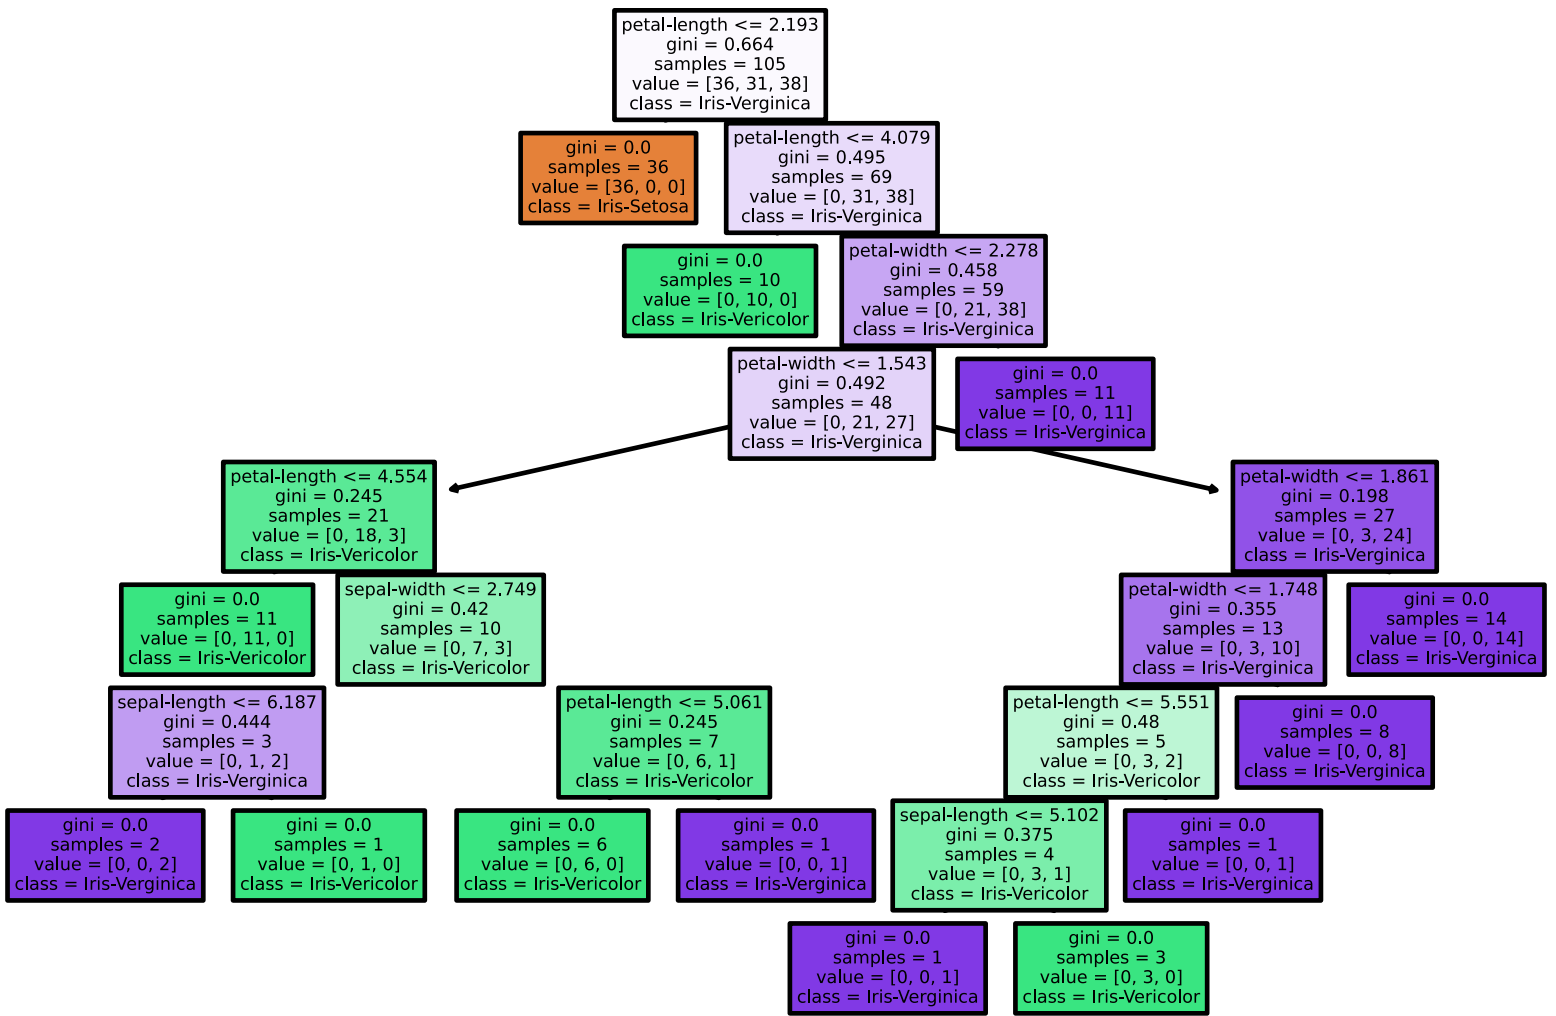 petal-length <= 2.193
gini = 0.664
samples = 105
value = [36, 31, 38]
class = Iris-Verginica
gini = 0.0
samples = 36
value = [36, 0, 0]
class = Iris-Setosa
petal-length <= 4.079
gini = 0.495
samples = 69
value = [0, 31, 38]
class = Iris-Verginica
gini = 0.0
samples = 10
value = [0, 10, 0]
class = Iris-Vericolor
petal-width <= 2.278
gini = 0.458
samples = 59
value = [0, 21, 38]
class = Iris-Verginica
petal-width <= 1.543
gini = 0.492
samples = 48
value = [0, 21, 27]
class = Iris-Verginica
gini = 0.0
samples = 11
value = [0, 0, 11]
class = Iris-Verginica
petal-length <= 4.554
gini = 0.245
samples = 21
value = [0, 18, 3]
class = Iris-Vericolor
petal-width <= 1.861
gini = 0.198
samples = 27
value = [0, 3, 24]
class = Iris-Verginica
gini = 0.0
samples = 11
value = [0, 11, 0]
class = Iris-Vericolor
sepal-width <= 2.749
gini = 0.42
samples = 10
value = [0, 7, 3]
class = Iris-Vericolor
petal-width <= 1.748
gini = 0.355
samples = 13
value = [0, 3, 10]
class = Iris-Verginica
gini = 0.0
samples = 14
value = [0, 0, 14]
class = Iris-Verginica
sepal-length <= 6.187
gini = 0.444
samples = 3
value = [0, 1, 2]
class = Iris-Verginica
petal-length <= 5.061
gini = 0.245
samples = 7
value = [0, 6, 1]
class = Iris-Vericolor
petal-length <= 5.551
gini = 0.48
samples = 5
value = [0, 3, 2]
class = Iris-Vericolor
gini = 0.0
samples = 8
value = [0, 0, 8]
class = Iris-Verginica
gini = 0.0
samples = 2
value = [0, 0, 2]
class = Iris-Verginica
gini = 0.0
samples = 1
value = [0, 1, 0]
class = Iris-Vericolor
gini = 0.0
samples = 6
value = [0, 6, 0]
class = Iris-Vericolor
gini = 0.0
samples = 1
value = [0, 0, 1]
class = Iris-Verginica
sepal-length <= 5.102
gini = 0.375
samples = 4
value = [0, 3, 1]
class = Iris-Vericolor
gini = 0.0
samples = 1
value = [0, 0, 1]
class = Iris-Verginica
gini = 0.0
samples = 1
value = [0, 0, 1]
class = Iris-Verginica
gini = 0.0
samples = 3
value = [0, 3, 0]
class = Iris-Vericolor